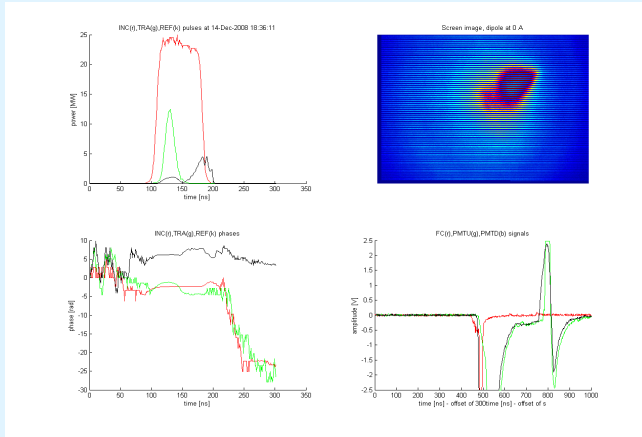 INC(r),TRA(g),REF(k) pulses at 14-Dec-2008 18:36:11
power [MW]
25
20
15
10
5
0
0 50 100 150 200 250 300 350
time [ns]
Screen image, dipole at 0 A
INC(r),TRA(g),REF(k) phases
phase [rad]
10
5
0
-5
-10
-15
-20
-25
-30
0 50 100 150 200 250 300 350
time [ns]
FC(r),PMTU(g),PMTD(b) signals
amplitude [V]
2.5
2
1.5
1
0.5
0
-0.5
-1
-1.5
-2
-2.5
0 100 200 300 400 500 600 700 800 900 1000
time [ns] - offset of 300time [ns] - offset of s